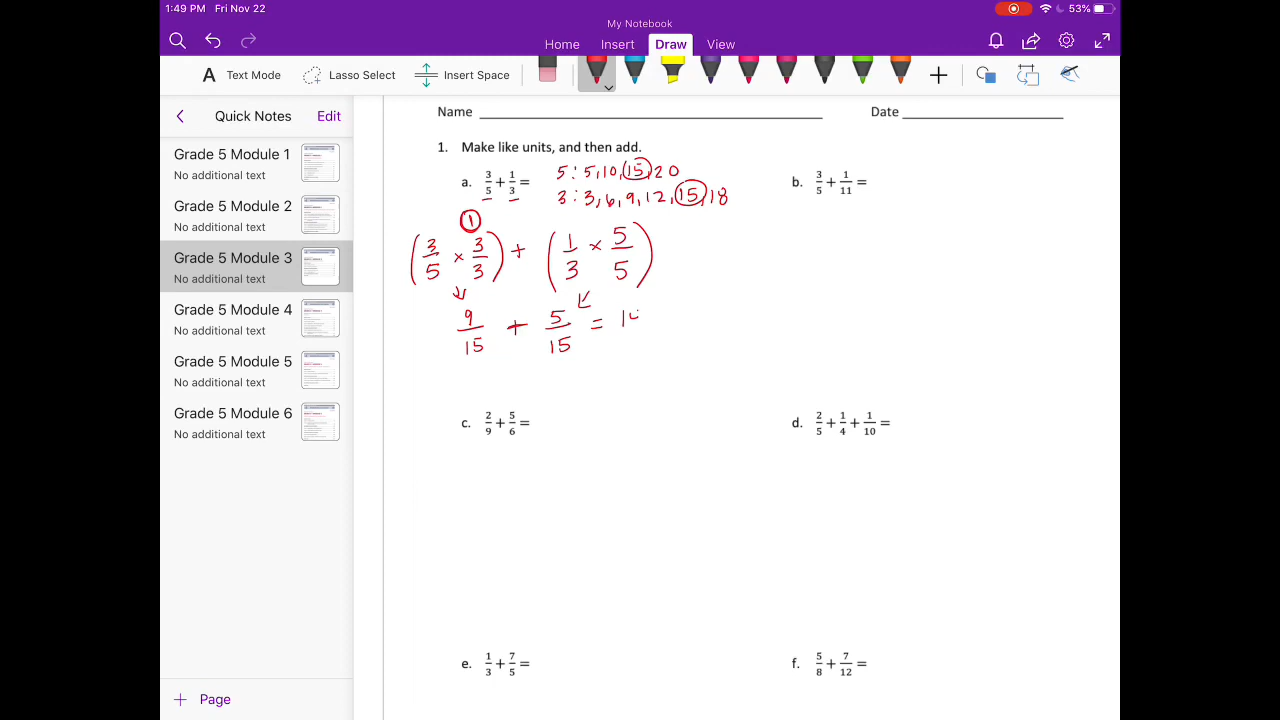 1:49 PM Fri Nov 22
53%
My Notebook
Home Insert Draw View
A Text Mode Lasso Select Insert Space
Quick Notes Edit
Grade 5 Module 1
No additional text
Grade 5 Module 2
No additional text
Grade 5 Module 3
No additional text
Grade 5 Module 4
No additional text
Grade 5 Module 5
No additional text
Grade 5 Module 6
No additional text
+ Page
Name Date
1. Make like units, and then add.
a. 3/5 + 1/3 =
5: 5, 10, 15, 20
3: 3, 6, 9, 12, 15, 18
1
(3/5 × 3/3) + (1/3 × 5/5)
9/15 + 5/15 = 14
b. 3/5 + 1/11 =
c. 5/9 + 5/6 =
d. 2/5 + 1/4 + 1/10 =
e. 1/3 + 7/5 =
f. 5/8 + 7/12 =